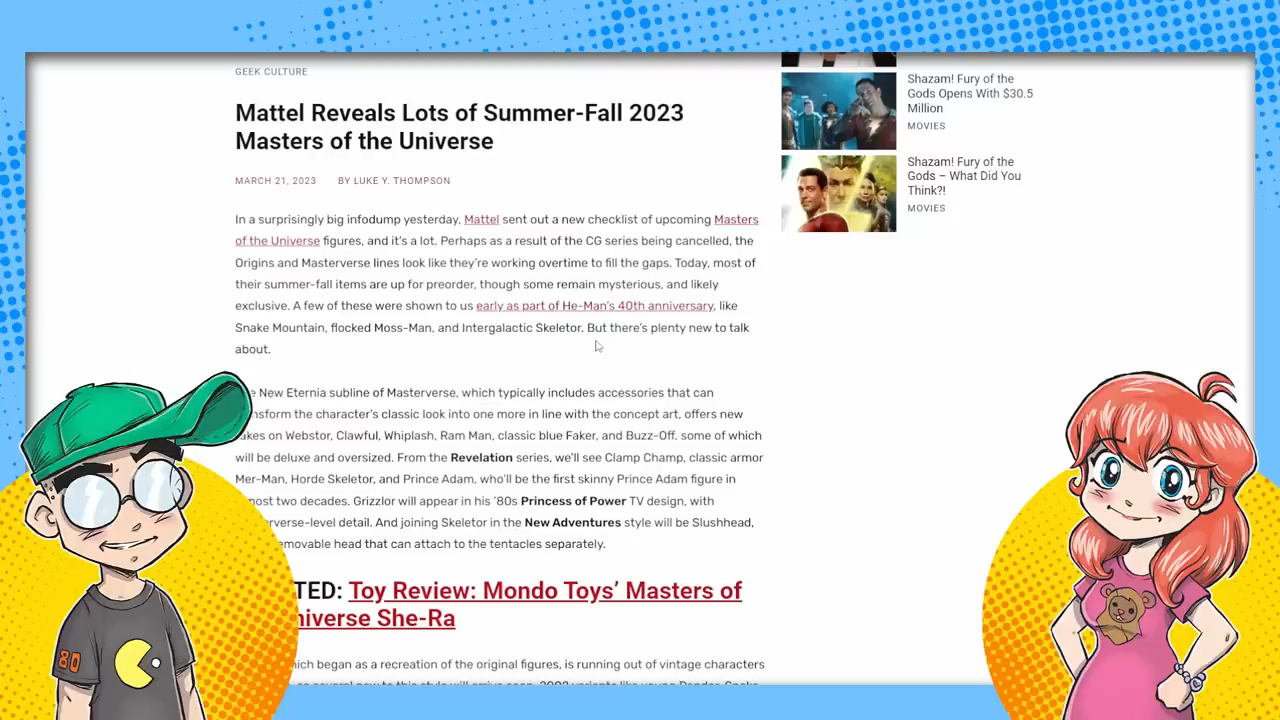 GEEK CULTURE
Mattel Reveals Lots of Summer-Fall 2023
Masters of the Universe
MARCH 21, 2023 BY LUKE Y. THOMPSON
In a surprisingly big infodump yesterday, Mattel sent out a new checklist of upcoming Masters
of the Universe figures, and it's a lot. Perhaps as a result of the CG series being cancelled, the
Origins and Masterverse lines look like they're working overtime to fill the gaps. Today, most of
their summer-fall items are up for preorder, though some remain mysterious, and likely
exclusive. A few of these were shown to us early as part of He-Man's 40th anniversary, like
Snake Mountain, flocked Moss-Man, and Intergalactic Skeletor. But there's plenty new to talk
about.
New Eternia subline of Masterverse, which typically includes accessories that can
the character's classic look into one more in line with the concept art, offers new
on Webstor, Clawful, Whiplash, Ram Man, classic blue Faker, and Buzz-Off, some of which
will be deluxe and oversized. From the Revelation series, we'll see Clamp Champ, classic armor
Mer-Man, Horde Skeletor, and Prince Adam, who'll be the first skinny Prince Adam figure in
most two decades. Grizzlor will appear in his '80s Princess of Power TV design, with
verse-level detail. And joining Skeletor in the New Adventures style will be Slushhead,
emovable head that can attach to the tentacles separately.
TED: Toy Review: Mondo Toys' Masters of
niverse She-Ra
hich began as a recreation of the original figures, is running out of vintage characters
Shazam! Fury of the
Gods Opens With $30.5
Million
MOVIES
Shazam! Fury of the
Gods – What Did You
Think?!
MOVIES
80